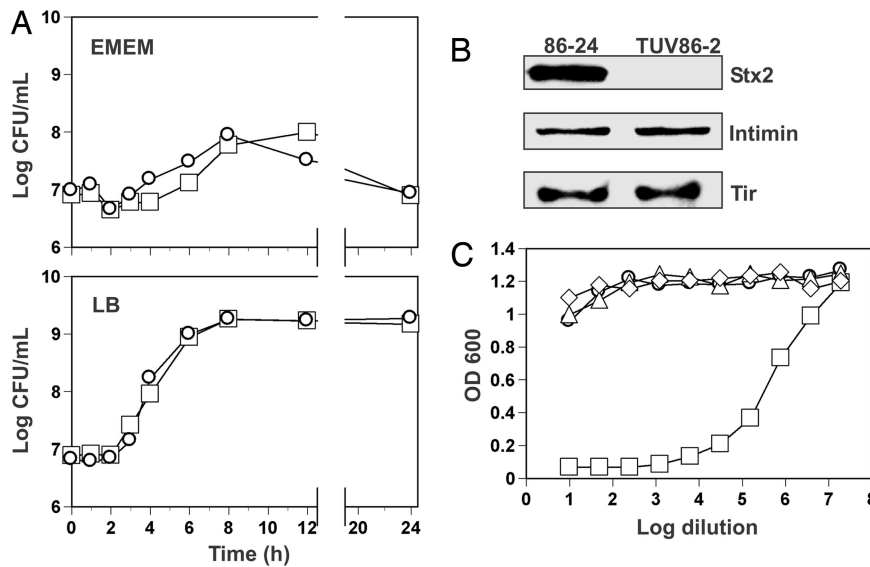 A
EMEM
Log CFU/mL
10
9
8
7
6
LB
Log CFU/mL
10
9
8
7
6
0 2 4 6 8 10 12 20 24
Time (h)
B
86-24 TUV86-2
Stx2
Intimin
Tir
C
OD 600
1.4
1.2
1
0.8
0.6
0.4
0.2
0
0 1 2 3 4 5 6 7 8
Log dilution